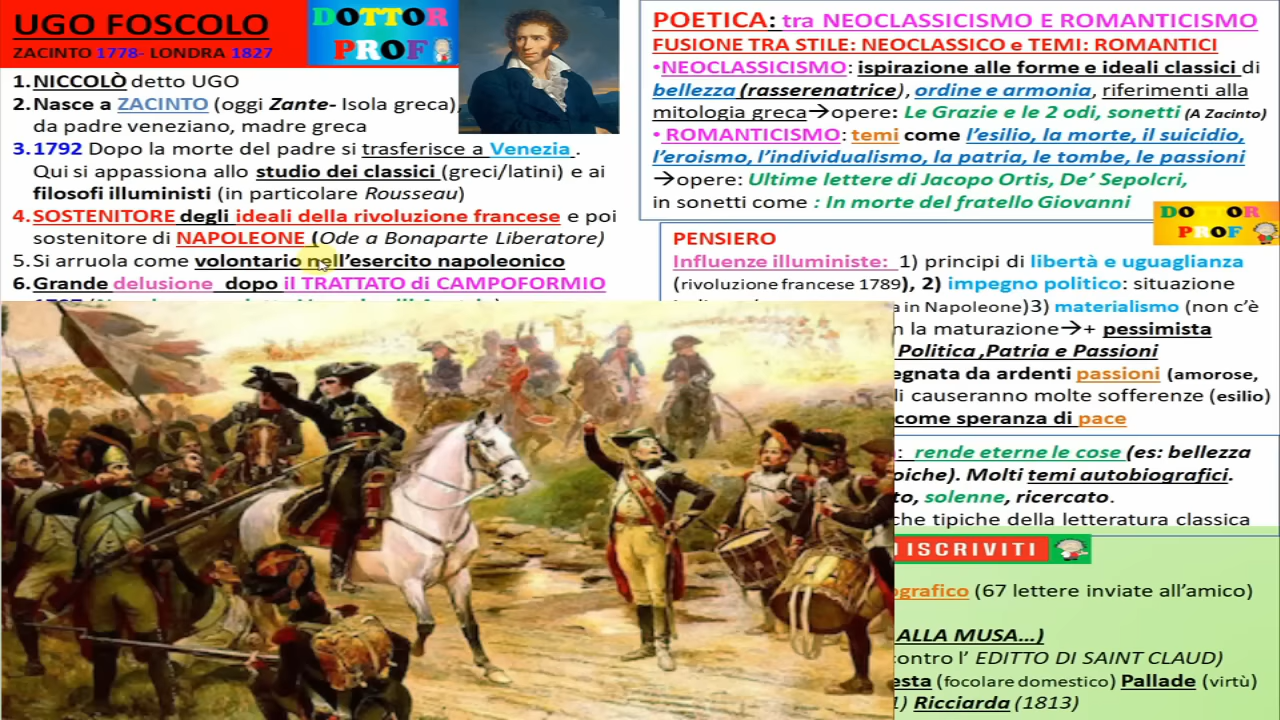 UGO FOSCOLO
ZACINTO 1778- LONDRA 1827
DOTTOR
PROF
1. NICCOLÒ detto UGO
2. Nasce a ZACINTO (oggi Zante- Isola greca),
da padre veneziano, madre greca
3. 1792 Dopo la morte del padre si trasferisce a Venezia .
Qui si appassiona allo studio dei classici (greci/latini) e ai
filosofi illuministi (in particolare Rousseau)
4. SOSTENITORE degli ideali della rivoluzione francese e poi
sostenitore di NAPOLEONE (Ode a Bonaparte Liberatore)
5. Si arruola come volontario nell’esercito napoleonico
6. Grande delusione dopo il TRATTATO di CAMPOFORMIO
POETICA: tra NEOCLASSICISMO E ROMANTICISMO
FUSIONE TRA STILE: NEOCLASSICO e TEMI: ROMANTICI
•NEOCLASSICISMO: ispirazione alle forme e ideali classici di
bellezza (rasserenatrice), ordine e armonia, riferimenti alla
mitologia greca→opere: Le Grazie e le 2 odi, sonetti (A Zacinto)
• ROMANTICISMO: temi come l’esilio, la morte, il suicidio,
l’eroismo, l’individualismo, la patria, le tombe, le passioni
→opere: Ultime lettere di Jacopo Ortis, De’ Sepolcri,
in sonetti come : In morte del fratello Giovanni
DO OR
PROF
PENSIERO
Influenze illuministe: 1) principi di libertà e uguaglianza
(rivoluzione francese 1789), 2) impegno politico: situazione
a in Napoleone)3) materialismo (non c’è
la maturazione→+ pessimista
Politica ,Patria e Passioni
egnata da ardenti passioni (amorose,
li causeranno molte sofferenze (esilio)
come speranza di pace
: rende eterne le cose (es: bellezza
oiche). Molti temi autobiografici.
to, solenne, ricercato.
che tipiche della letteratura classica
ISCRIVITI
ografico (67 lettere inviate all’amico)
ALLA MUSA...)
contro l’ EDITTO DI SAINT CLAUD)
esta (focolare domestico) Pallade (virtù)
1) Ricciarda (1813)